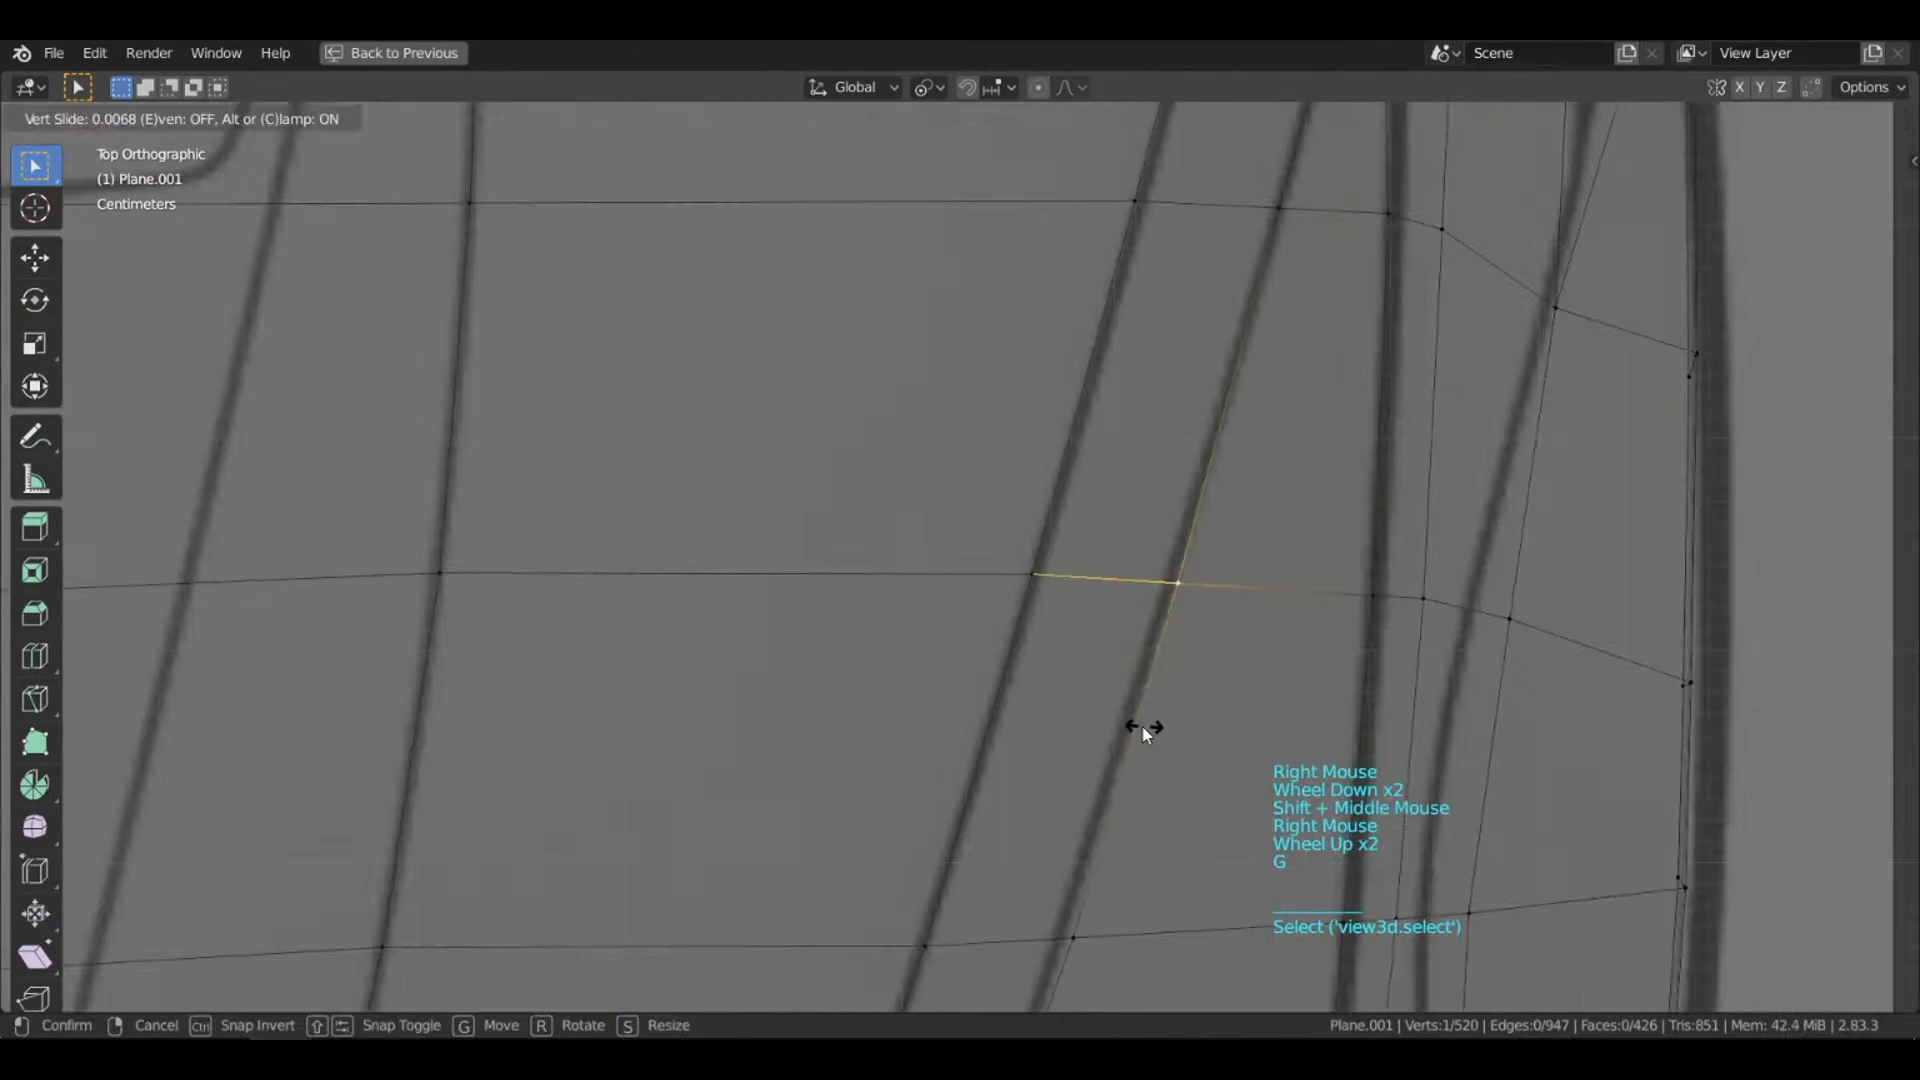 File Edit Render Window Help Back to Previous Scene View Layer
Global X Y Z Options
Vert Slide: 0.0068 (E)ven: OFF, Alt or (C)lamp: ON
Top Orthographic
(1) Plane.001
Centimeters
Right Mouse
Wheel Down x2
Shift + Middle Mouse
Right Mouse
Wheel Up x2
G
Select ('view3d.select')
Confirm Cancel Ctrl Snap Invert Snap Toggle G Move R Rotate S Resize Plane.001 | Verts:1/520 | Edges:0/947 | Faces:0/426 | Tris:851 | Mem: 42.4 MiB | 2.83.3